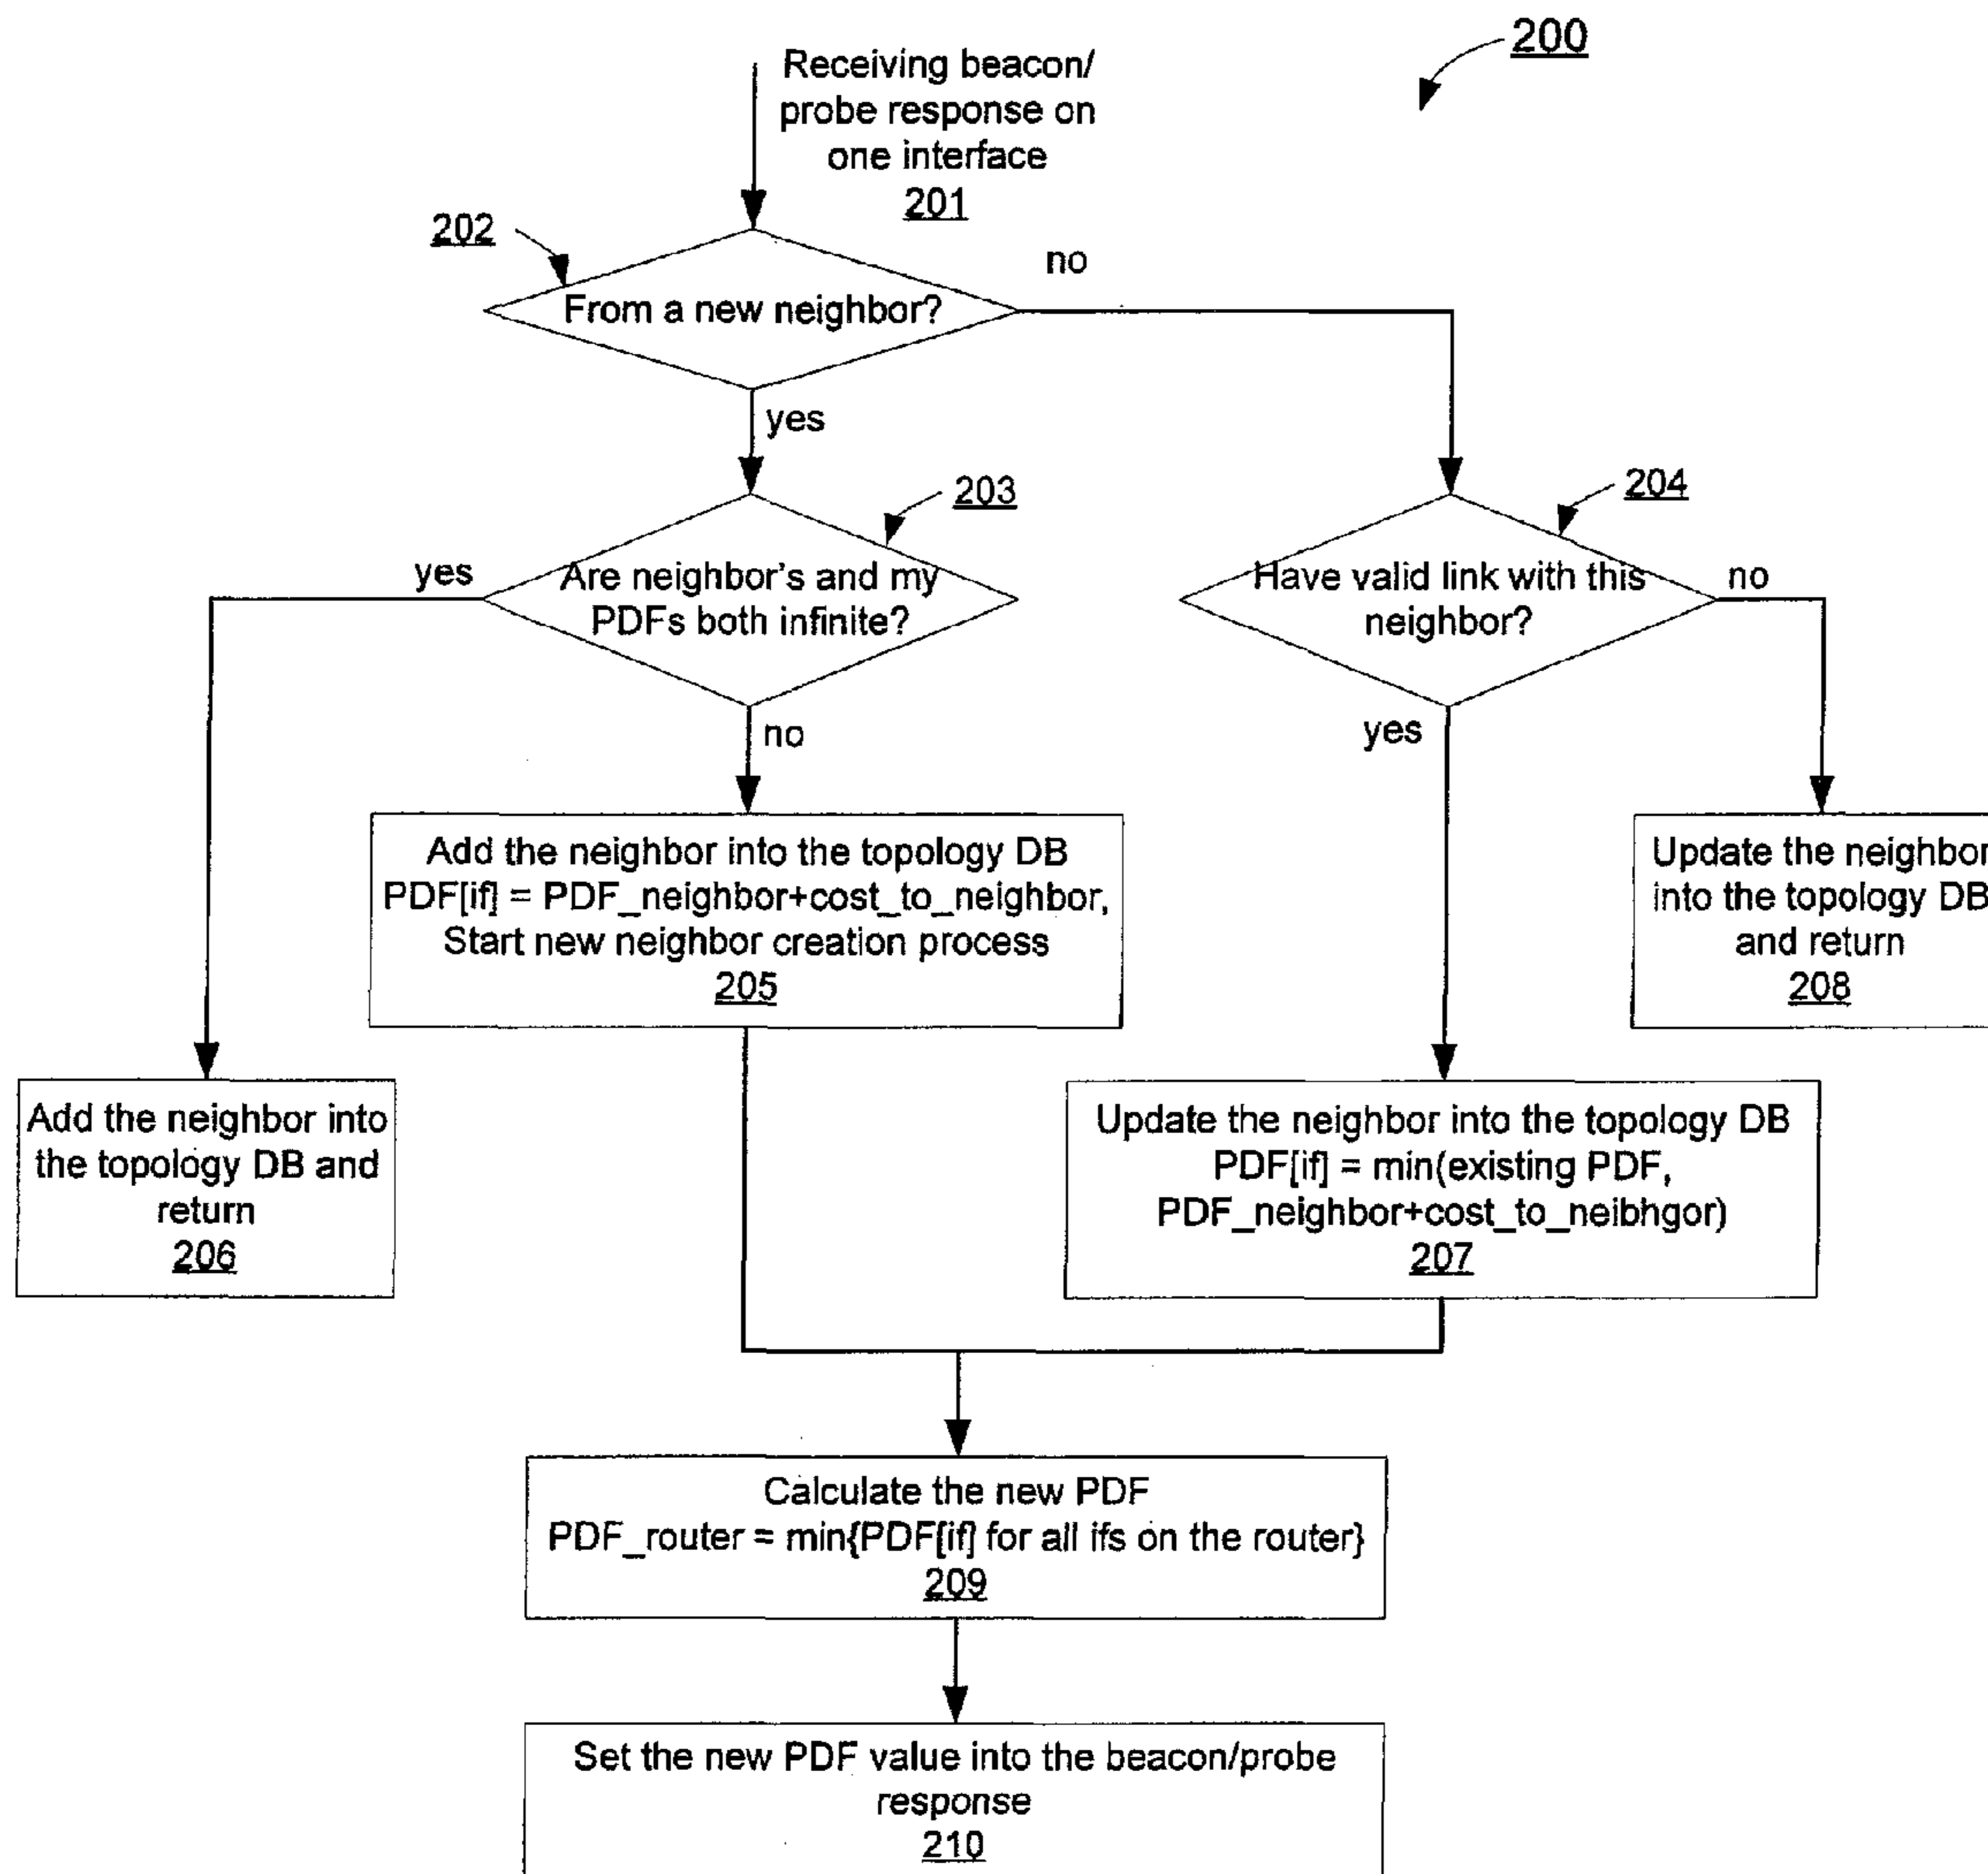 200
Receiving beacon/
probe response on
one interface
201
202
no
From a new neighbor?
yes
203
204
yes
Are neighbor's and my
PDFs both infinite?
Have valid link with this
neighbor?
no
no
yes
Add the neighbor into the topology DB
PDF[if] = PDF_neighbor+cost_to_neighbor,
Start new neighbor creation process
205
Update the neighbor
into the topology DB
and return
208
Add the neighbor into
the topology DB and
return
206
Update the neighbor into the topology DB
PDF[if] = min(existing PDF,
PDF_neighbor+cost_to_neibhgor)
207
Calculate the new PDF
PDF_router = min{PDF[if] for all ifs on the router}
209
Set the new PDF value into the beacon/probe
response
210